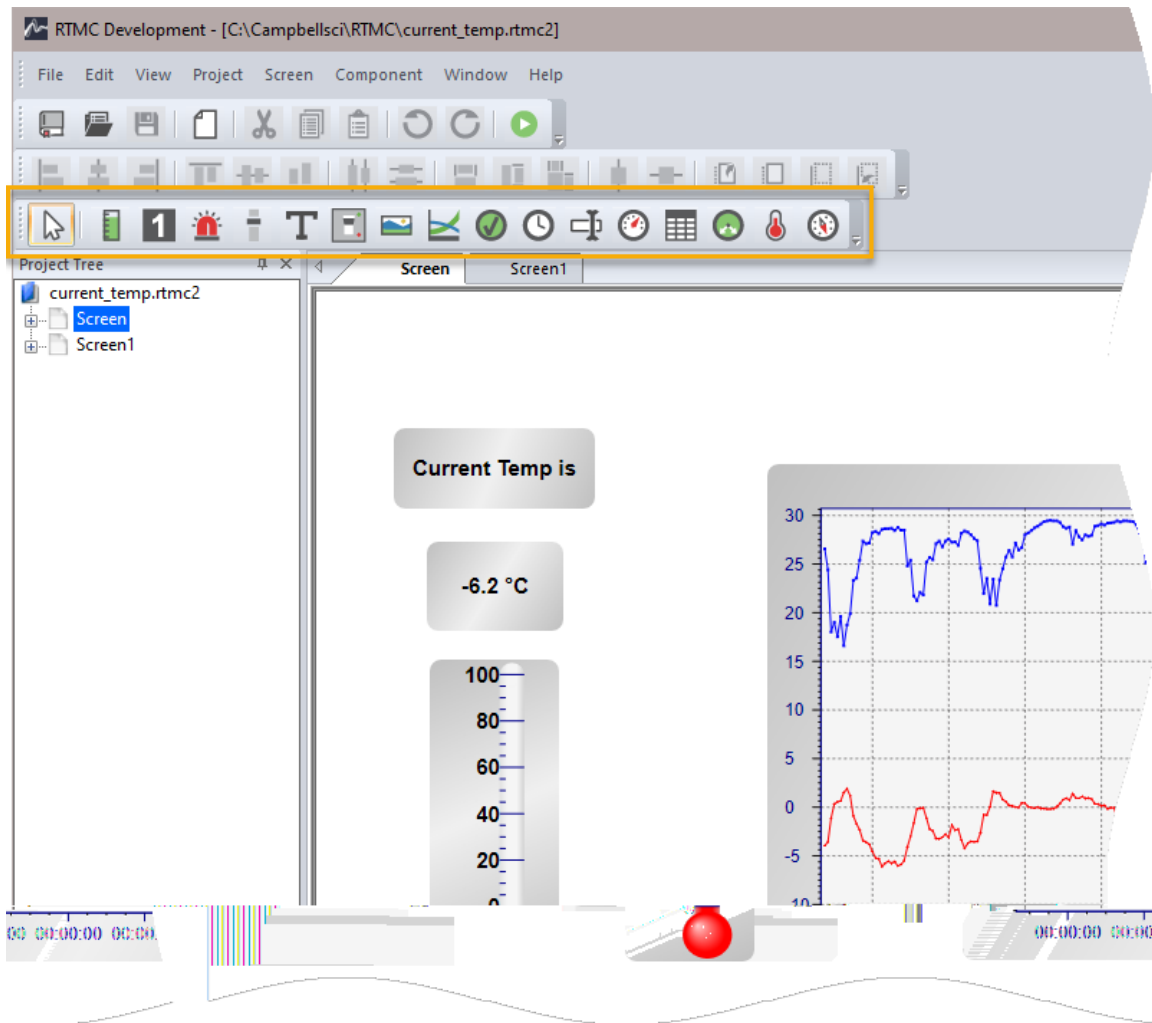 RTMC Development - [C:\Campbellsci\RTMC\current_temp.rtmc2]
File Edit View Project Screen Component Window Help
1 T
Project Tree
Screen Screen1
current_temp.rtmc2
Screen
Screen1
Current Temp is
-6.2 °C
100
80
60
40
20
30
25
20
15
10
5
0
-5
00:00:00
00:00:00